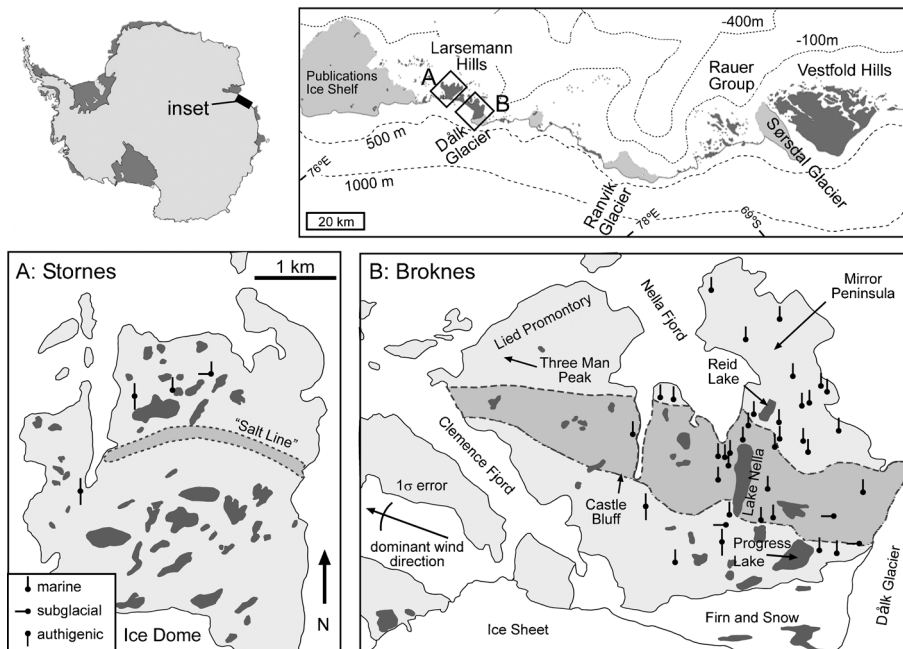 inset
-400m
-100m
Larsemann
Hills
Rauer
Group
Vestfold Hills
Publications
Ice Shelf
A
B
Dålk
Glacier
500 m
76ºE
1000 m
20 km
Ranvik
Glacier
78ºE
69ºS
Sørsdal Glacier
A: Stornes
1 km
"Salt Line"
marine
subglacial
authigenic
Ice Dome
N
B: Broknes
Nella Fjord
Mirror
Peninsula
Lied Promontory
Three Man
Peak
Reid
Lake
Clemence Fjord
1σ error
dominant wind
direction
Castle
Bluff
Lake Nella
Progress
Lake
Dålk Glacier
Firn and Snow
Ice Sheet